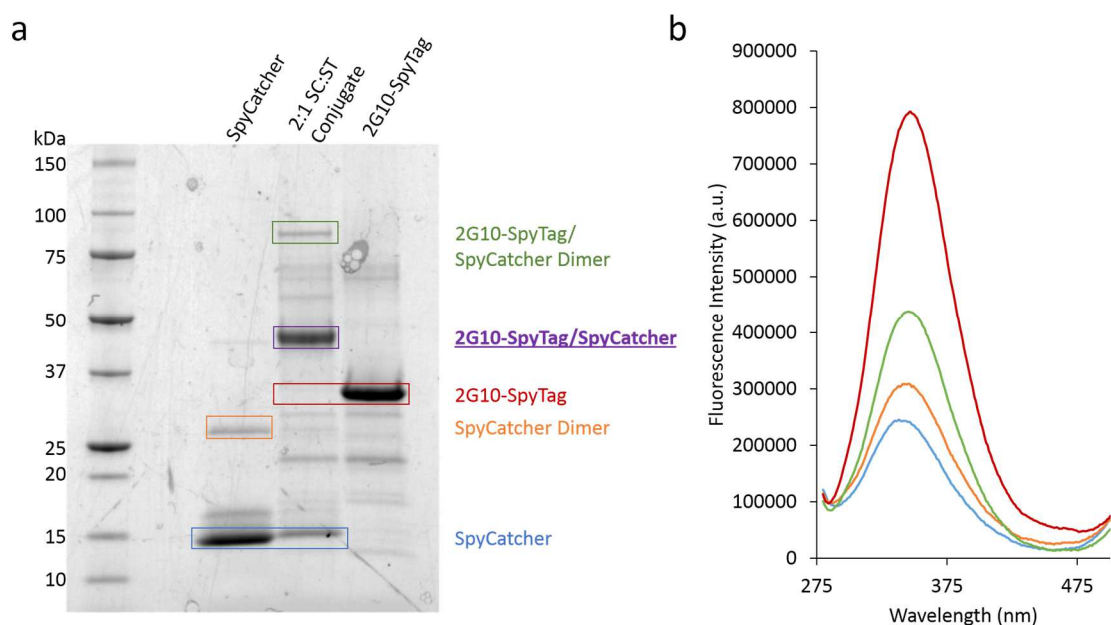 a
SpyCatcher
2:1 SC:ST
Conjugate
2G10-SpyTag
kDa
150
100
75
50
37
25
20
15
10
2G10-SpyTag/
SpyCatcher Dimer
2G10-SpyTag/SpyCatcher
2G10-SpyTag
SpyCatcher Dimer
SpyCatcher
b
Fluorescence Intensity (a.u.)
900000
800000
700000
600000
500000
400000
300000
200000
100000
0
275
375
475
Wavelength (nm)